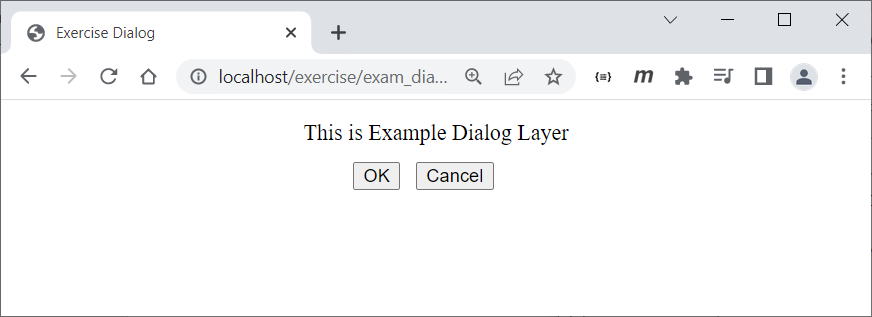 Exercise Dialog
localhost/exercise/exam_dia...
m
This is Example Dialog Layer
OK Cancel